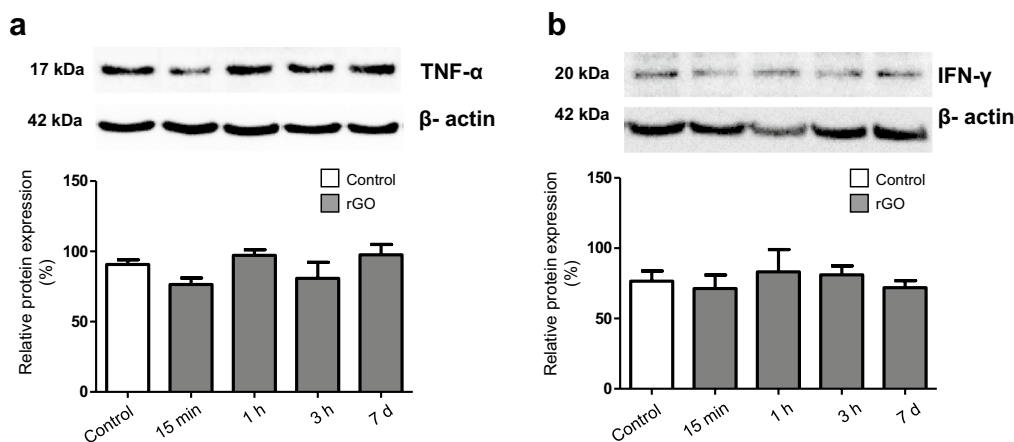 a
17 kDa
TNF-α
42 kDa
β- actin
Relative protein expression
(%)
150
100
50
0
Control
rGO
Control
15 min
1 h
3 h
7 d
b
20 kDa
IFN-γ
42 kDa
β- actin
Relative protein expression
(%)
150
100
50
0
Control
rGO
Control
15 min
1 h
3 h
7 d